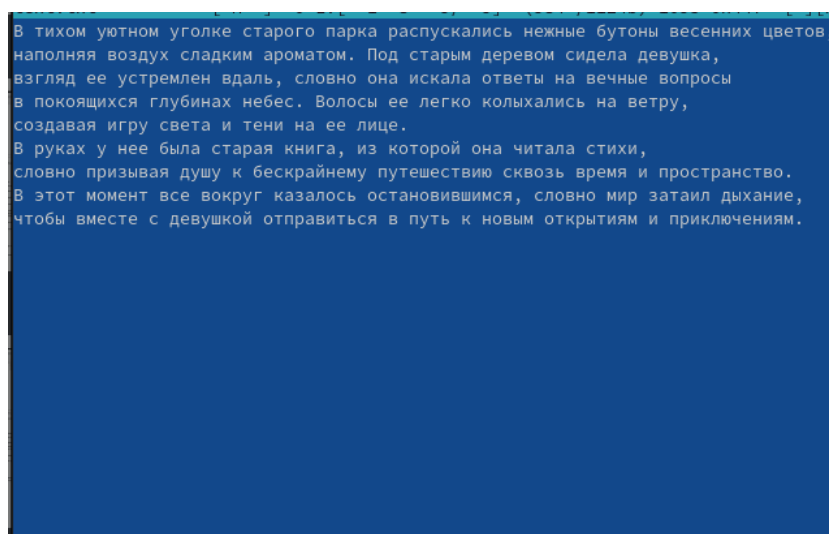 В тихом уютном уголке старого парка распускались нежные бутоны весенних цветов
наполняя воздух сладким ароматом. Под старым деревом сидела девушка,
взгляд ее устремлен вдаль, словно она искала ответы на вечные вопросы
в покоящихся глубинах небес. Волосы ее легко колыхались на ветру,
создавая игру света и тени на ее лице.
В руках у нее была старая книга, из которой она читала стихи,
словно призывая душу к бескрайнему путешествию сквозь время и пространство.
В этот момент все вокруг казалось остановившимся, словно мир затаил дыхание,
чтобы вместе с девушкой отправиться в путь к новым открытиям и приключениям.